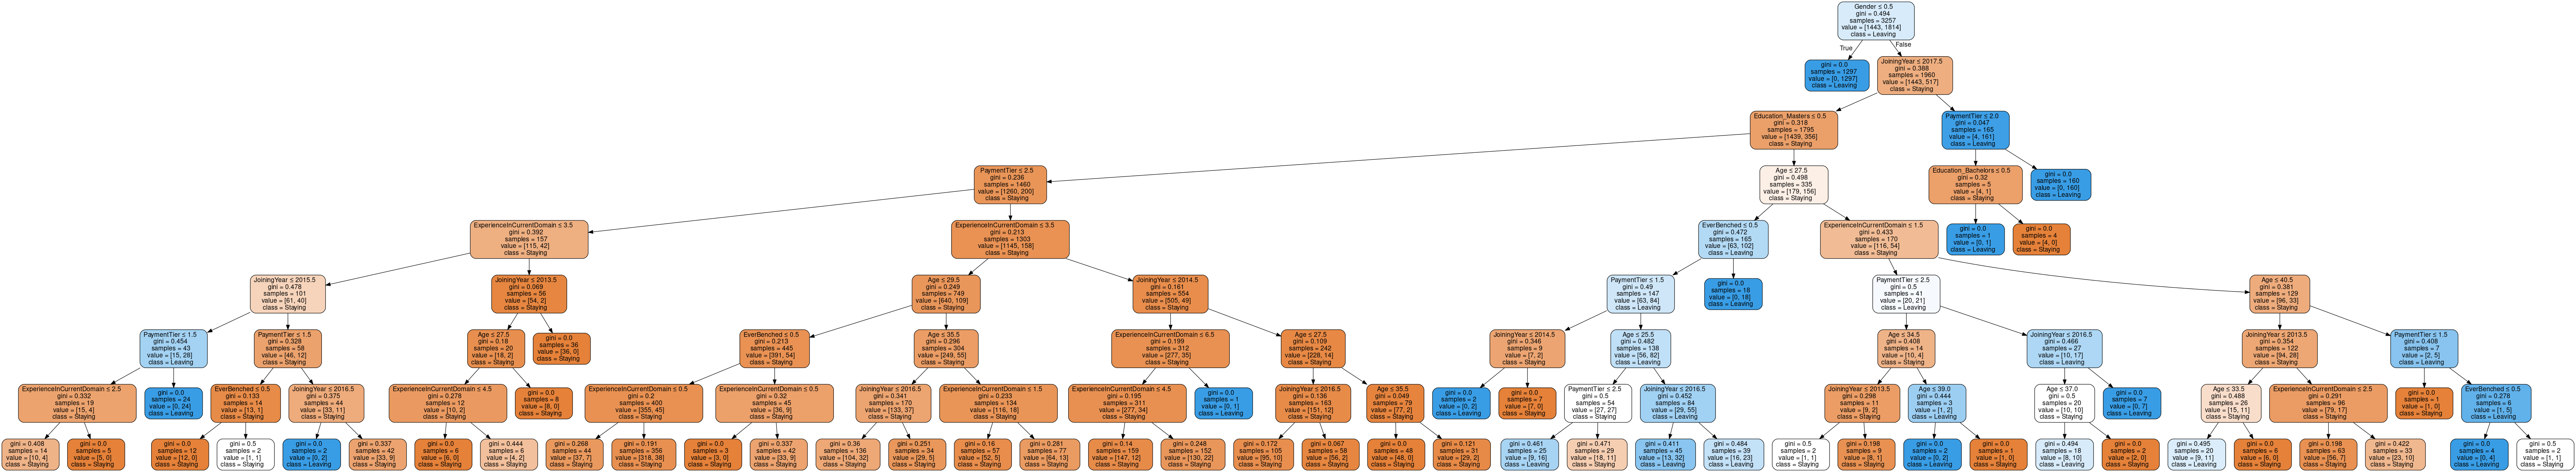 Gender ≤ 0.5
gini = 0.494
samples = 3257
value = [1443, 1814]
class = Leaving
True
False
gini = 0.0
samples = 1297
value = [0, 1297]
class = Leaving
JoiningYear ≤ 2017.5
gini = 0.388
samples = 1960
value = [1443, 517]
class = Staying
Education_Masters ≤ 0.5
gini = 0.318
samples = 1795
value = [1439, 356]
class = Staying
PaymentTier ≤ 2.0
gini = 0.047
samples = 165
value = [4, 161]
class = Leaving
PaymentTier ≤ 2.5
gini = 0.236
samples = 1460
value = [1260, 200]
class = Staying
Age ≤ 27.5
gini = 0.498
samples = 335
value = [179, 156]
class = Staying
Education_Bachelors ≤ 0.5
gini = 0.32
samples = 5
value = [4, 1]
class = Staying
gini = 0.0
samples = 160
value = [0, 160]
class = Leaving
ExperienceInCurrentDomain ≤ 3.5
gini = 0.392
samples = 157
value = [115, 42]
class = Staying
ExperienceInCurrentDomain ≤ 3.5
gini = 0.213
samples = 1303
value = [1145, 158]
class = Staying
EverBenched ≤ 0.5
gini = 0.472
samples = 165
value = [63, 102]
class = Leaving
ExperienceInCurrentDomain ≤ 1.5
gini = 0.433
samples = 170
value = [116, 54]
class = Staying
gini = 0.0
samples = 1
value = [0, 1]
class = Leaving
gini = 0.0
samples = 4
value = [4, 0]
class = Staying
JoiningYear ≤ 2015.5
gini = 0.478
samples = 101
value = [61, 40]
class = Staying
JoiningYear ≤ 2013.5
gini = 0.069
samples = 56
value = [54, 2]
class = Staying
Age ≤ 29.5
gini = 0.249
samples = 749
value = [640, 109]
class = Staying
JoiningYear ≤ 2014.5
gini = 0.161
samples = 554
value = [505, 49]
class = Staying
PaymentTier ≤ 1.5
gini = 0.49
samples = 147
value = [63, 84]
class = Leaving
gini = 0.0
samples = 18
value = [0, 18]
class = Leaving
PaymentTier ≤ 2.5
gini = 0.5
samples = 41
value = [20, 21]
class = Leaving
Age ≤ 40.5
gini = 0.381
samples = 129
value = [96, 33]
class = Staying
PaymentTier ≤ 1.5
gini = 0.454
samples = 43
value = [15, 28]
class = Leaving
PaymentTier ≤ 1.5
gini = 0.328
samples = 58
value = [46, 12]
class = Staying
Age ≤ 27.5
gini = 0.18
samples = 20
value = [18, 2]
class = Staying
gini = 0.0
samples = 36
value = [36, 0]
class = Staying
EverBenched ≤ 0.5
gini = 0.213
samples = 445
value = [391, 54]
class = Staying
Age ≤ 35.5
gini = 0.296
samples = 304
value = [249, 55]
class = Staying
ExperienceInCurrentDomain ≤ 6.5
gini = 0.199
samples = 312
value = [277, 35]
class = Staying
Age ≤ 27.5
gini = 0.109
samples = 242
value = [228, 14]
class = Staying
JoiningYear ≤ 2014.5
gini = 0.346
samples = 9
value = [7, 2]
class = Staying
Age ≤ 25.5
gini = 0.482
samples = 138
value = [56, 82]
class = Leaving
Age ≤ 34.5
gini = 0.408
samples = 14
value = [10, 4]
class = Staying
JoiningYear ≤ 2016.5
gini = 0.466
samples = 27
value = [10, 17]
class = Leaving
JoiningYear ≤ 2013.5
gini = 0.354
samples = 122
value = [94, 28]
class = Staying
PaymentTier ≤ 1.5
gini = 0.408
samples = 7
value = [2, 5]
class = Leaving
ExperienceInCurrentDomain ≤ 2.5
gini = 0.332
samples = 19
value = [15, 4]
class = Staying
gini = 0.0
samples = 24
value = [0, 24]
class = Leaving
EverBenched ≤ 0.5
gini = 0.133
samples = 14
value = [13, 1]
class = Staying
JoiningYear ≤ 2016.5
gini = 0.375
samples = 44
value = [33, 11]
class = Staying
ExperienceInCurrentDomain ≤ 4.5
gini = 0.278
samples = 12
value = [10, 2]
class = Staying
gini = 0.0
samples = 8
value = [8, 0]
class = Staying
ExperienceInCurrentDomain ≤ 0.5
gini = 0.2
samples = 400
value = [355, 45]
class = Staying
ExperienceInCurrentDomain ≤ 0.5
gini = 0.32
samples = 45
value = [36, 9]
class = Staying
JoiningYear ≤ 2016.5
gini = 0.341
samples = 170
value = [133, 37]
class = Staying
ExperienceInCurrentDomain ≤ 1.5
gini = 0.233
samples = 134
value = [116, 18]
class = Staying
ExperienceInCurrentDomain ≤ 4.5
gini = 0.195
samples = 311
value = [277, 34]
class = Staying
gini = 0.0
samples = 1
value = [0, 1]
class = Leaving
JoiningYear ≤ 2016.5
gini = 0.136
samples = 163
value = [151, 12]
class = Staying
Age ≤ 35.5
gini = 0.049
samples = 79
value = [77, 2]
class = Staying
gini = 0.0
samples = 2
value = [0, 2]
class = Leaving
gini = 0.0
samples = 7
value = [7, 0]
class = Staying
PaymentTier ≤ 2.5
gini = 0.5
samples = 54
value = [27, 27]
class = Staying
JoiningYear ≤ 2016.5
gini = 0.452
samples = 84
value = [29, 55]
class = Leaving
JoiningYear ≤ 2013.5
gini = 0.298
samples = 11
value = [9, 2]
class = Staying
Age ≤ 39.0
gini = 0.444
samples = 3
value = [1, 2]
class = Leaving
Age ≤ 37.0
gini = 0.5
samples = 20
value = [10, 10]
class = Staying
gini = 0.0
samples = 7
value = [0, 7]
class = Leaving
Age ≤ 33.5
gini = 0.488
samples = 26
value = [15, 11]
class = Staying
ExperienceInCurrentDomain ≤ 2.5
gini = 0.291
samples = 96
value = [79, 17]
class = Staying
gini = 0.0
samples = 1
value = [1, 0]
class = Staying
EverBenched ≤ 0.5
gini = 0.278
samples = 6
value = [1, 5]
class = Leaving
gini = 0.408
samples = 14
value = [10, 4]
class = Staying
gini = 0.0
samples = 5
value = [5, 0]
class = Staying
gini = 0.0
samples = 12
value = [12, 0]
class = Staying
gini = 0.5
samples = 2
value = [1, 1]
class = Staying
gini = 0.0
samples = 2
value = [0, 2]
class = Leaving
gini = 0.337
samples = 42
value = [33, 9]
class = Staying
gini = 0.0
samples = 6
value = [6, 0]
class = Staying
gini = 0.444
samples = 6
value = [4, 2]
class = Staying
gini = 0.268
samples = 44
value = [37, 7]
class = Staying
gini = 0.191
samples = 356
value = [318, 38]
class = Staying
gini = 0.0
samples = 3
value = [3, 0]
class = Staying
gini = 0.337
samples = 42
value = [33, 9]
class = Staying
gini = 0.36
samples = 136
value = [104, 32]
class = Staying
gini = 0.251
samples = 34
value = [29, 5]
class = Staying
gini = 0.16
samples = 57
value = [52, 5]
class = Staying
gini = 0.281
samples = 77
value = [64, 13]
class = Staying
gini = 0.14
samples = 159
value = [147, 12]
class = Staying
gini = 0.248
samples = 152
value = [130, 22]
class = Staying
gini = 0.172
samples = 105
value = [95, 10]
class = Staying
gini = 0.067
samples = 58
value = [56, 2]
class = Staying
gini = 0.0
samples = 48
value = [48, 0]
class = Staying
gini = 0.121
samples = 31
value = [29, 2]
class = Staying
gini = 0.461
samples = 25
value = [9, 16]
class = Leaving
gini = 0.471
samples = 29
value = [18, 11]
class = Staying
gini = 0.411
samples = 45
value = [13, 32]
class = Leaving
gini = 0.484
samples = 39
value = [16, 23]
class = Leaving
gini = 0.5
samples = 2
value = [1, 1]
class = Staying
gini = 0.198
samples = 9
value = [8, 1]
class = Staying
gini = 0.0
samples = 2
value = [0, 2]
class = Leaving
gini = 0.0
samples = 1
value = [1, 0]
class = Staying
gini = 0.494
samples = 18
value = [8, 10]
class = Leaving
gini = 0.0
samples = 2
value = [2, 0]
class = Staying
gini = 0.495
samples = 20
value = [9, 11]
class = Leaving
gini = 0.0
samples = 6
value = [6, 0]
class = Staying
gini = 0.198
samples = 63
value = [56, 7]
class = Staying
gini = 0.422
samples = 33
value = [23, 10]
class = Staying
gini = 0.0
samples = 4
value = [0, 4]
class = Leaving
gini = 0.5
samples = 2
value = [1, 1]
class = Staying